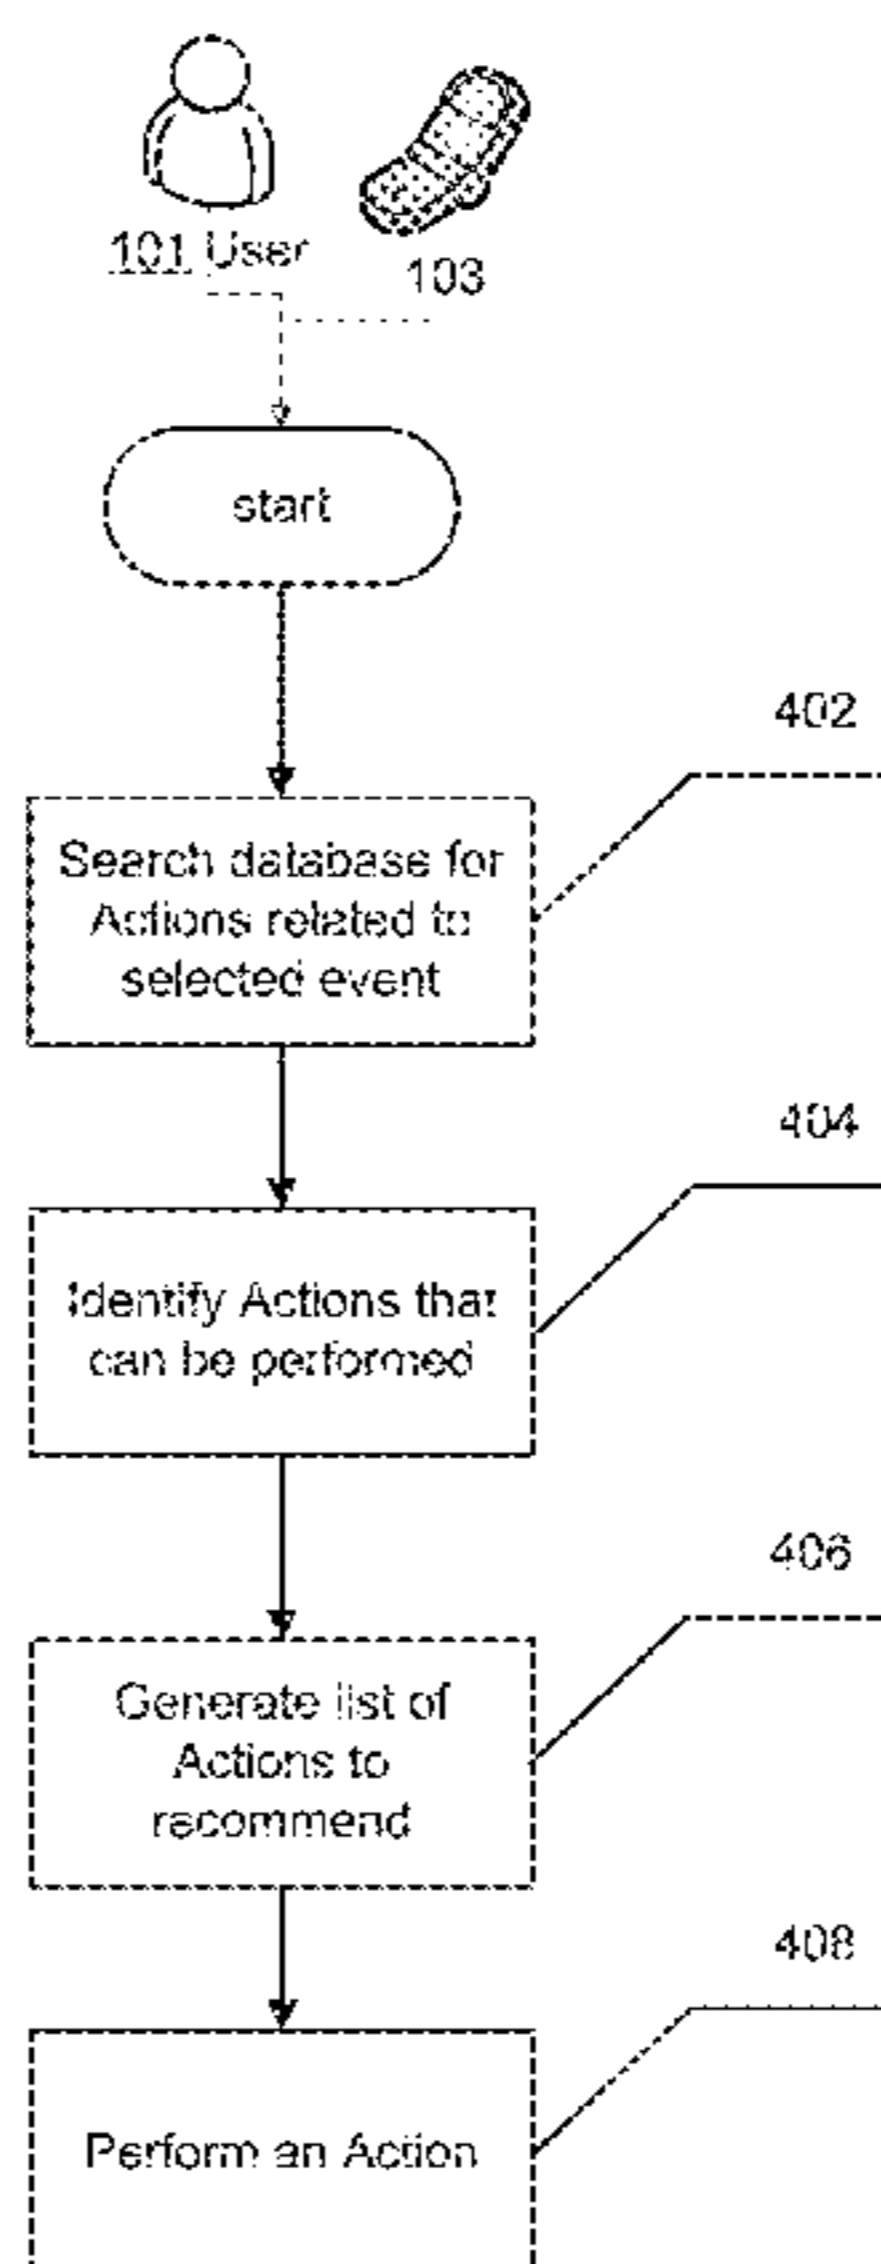 101 User
103
start
402
Search database for
Actions related to
selected event
404
Identify Actions that
can be performed
406
Generate list of
Actions to
recommend
408
Perform an Action